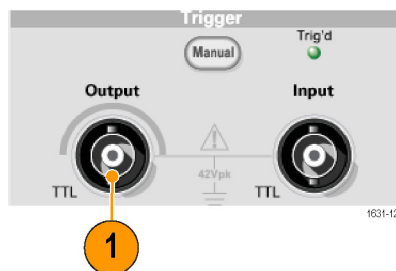 Trigger
Manual
Trig'd
Output
Input
TTL
42Vpk
TTL
1631-12
1